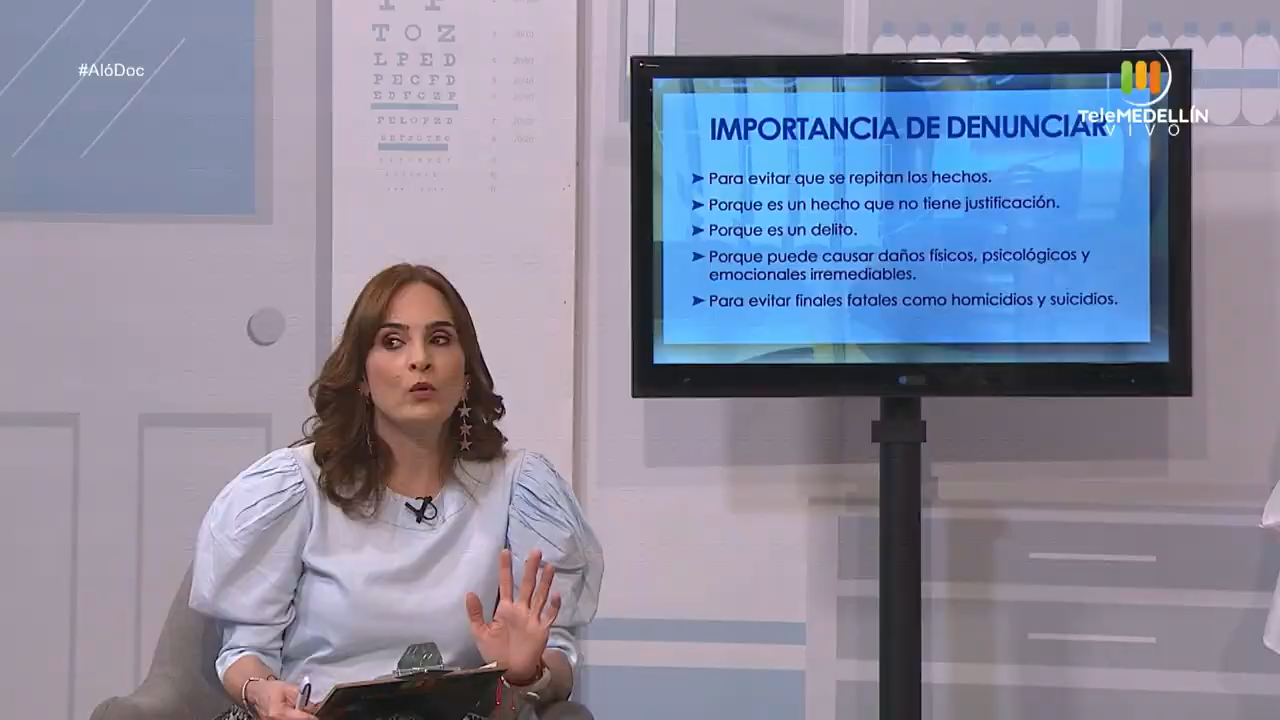 #AlóDoc
T O Z
L P E D
P E C F D
E D F C Z P
F E L O P Z D
TeleMEDELLÍN
VIVO
IMPORTANCIA DE DENUNCIAR
➤ Para evitar que se repitan los hechos.
➤ Porque es un hecho que no tiene justificación.
➤ Porque es un delito.
➤ Porque puede causar daños físicos, psicológicos y
emocionales irremediables.
➤ Para evitar finales fatales como homicidios y suicidios.